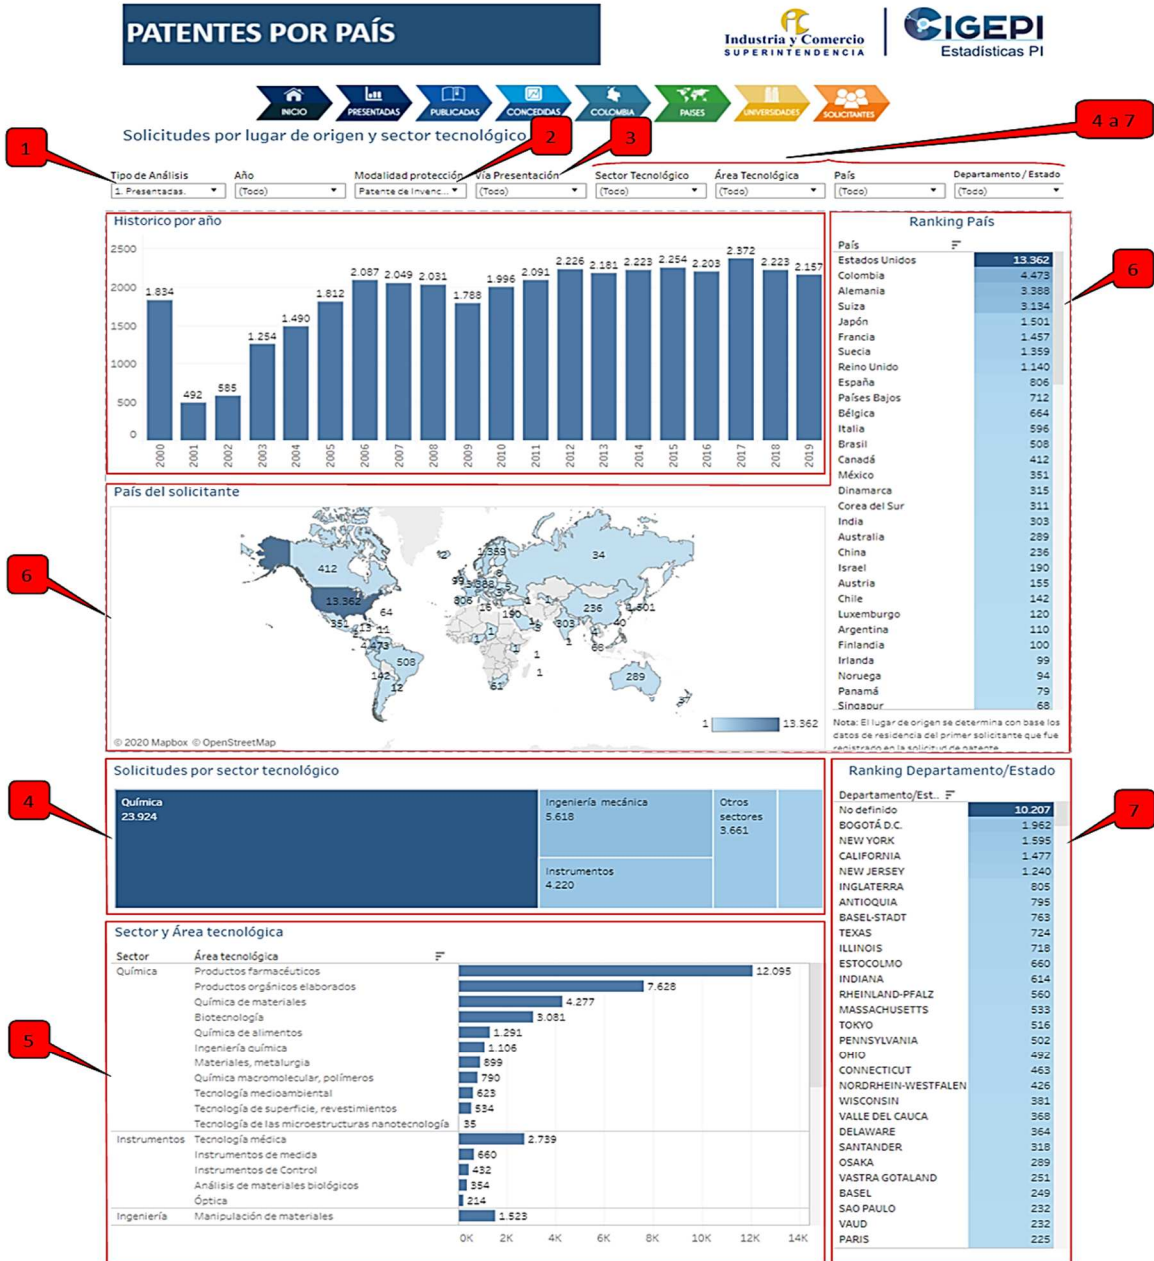 PATENTES POR PAÍS
Industria y Comercio
SUPERINTENDENCIA
CIGEPI
Estadísticas PI
INICIO
PRESENTADAS
PUBLICADAS
CONCEDIDAS
COLOMBIA
PAISES
UNIVERSIDADES
SOLICITANTES
Solicitudes por lugar de origen y sector tecnológico
1
2
3
4 a 7
Tipo de Análisis
1. Presentadas.
Año
(Todo)
Modalidad protección
Patente de Invenc...
Vía Presentación
(Todo)
Sector Tecnológico
(Todo)
Área Tecnológica
(Todo)
País
(Todo)
Departamento / Estado
(Todo)
Historico por año
2500
2000
1500
1000
500
0
1.834
492
585
1.254
1.490
1.812
2.087
2.049
2.031
1.788
1.996
2.091
2.226
2.181
2.223
2.254
2.203
2.372
2.223
2.157
2000
2001
2002
2003
2004
2005
2006
2007
2008
2009
2010
2011
2012
2013
2014
2015
2016
2017
2018
2019
Ranking País
País
Estados Unidos 13.362
Colombia 4.473
Alemania 3.388
Suiza 3.134
Japón 1.501
Francia 1.457
Suecia 1.359
Reino Unido 1.140
España 806
Países Bajos 712
Bélgica 664
Italia 596
Brasil 508
Canadá 412
México 351
Dinamarca 315
Corea del Sur 311
India 303
Australia 289
China 236
Israel 190
Austria 155
Chile 142
Luxemburgo 120
Argentina 110
Finlandia 100
Irlanda 99
Noruega 94
Panamá 79
Singapur 68
Nota: El lugar de origen se determina con base los
datos de residencia del primer solicitante que fue
registrado en la solicitud de patente
6
País del solicitante
412
13.362
64
351
13
11
4.473
508
142
12
2
1.359
34
99
3.388
806
16
190
236
1.501
40
303
68
289
37
61
1
13.362
© 2020 Mapbox © OpenStreetMap
6
Solicitudes por sector tecnológico
Química
23.924
Ingeniería mecánica
5.618
Instrumentos
4.220
Otros
sectores
3.661
4
Ranking Departamento/Estado
Departamento/Est..
No definido 10.207
BOGOTÁ D.C. 1.962
NEW YORK 1.595
CALIFORNIA 1.477
NEW JERSEY 1.240
INGLATERRA 805
ANTIOQUIA 795
BASEL-STADT 763
TEXAS 724
ILLINOIS 718
ESTOCOLMO 660
INDIANA 614
RHEINLAND-PFALZ 560
MASSACHUSETTS 533
TOKYO 516
PENNSYLVANIA 502
OHIO 492
CONNECTICUT 463
NORDRHEIN-WESTFALEN 426
WISCONSIN 381
VALLE DEL CAUCA 368
DELAWARE 364
SANTANDER 318
OSAKA 289
VASTRA GOTALAND 251
BASEL 249
SAO PAULO 232
VAUD 232
PARIS 225
7
Sector y Área tecnológica
Sector Área tecnológica
Química Productos farmacéuticos 12.095
Productos orgánicos elaborados 7.628
Química de materiales 4.277
Biotecnología 3.081
Química de alimentos 1.291
Ingeniería química 1.106
Materiales, metalurgia 899
Química macromolecular, polímeros 790
Tecnología medioambiental 623
Tecnología de superficie, revestimientos 534
Tecnología de las microestructuras nanotecnología 35
Instrumentos Tecnología médica 2.739
Instrumentos de medida 660
Instrumentos de Control 432
Análisis de materiales biológicos 354
Óptica 214
Ingeniería Manipulación de materiales 1.523
0K 2K 4K 6K 8K 10K 12K 14K
5